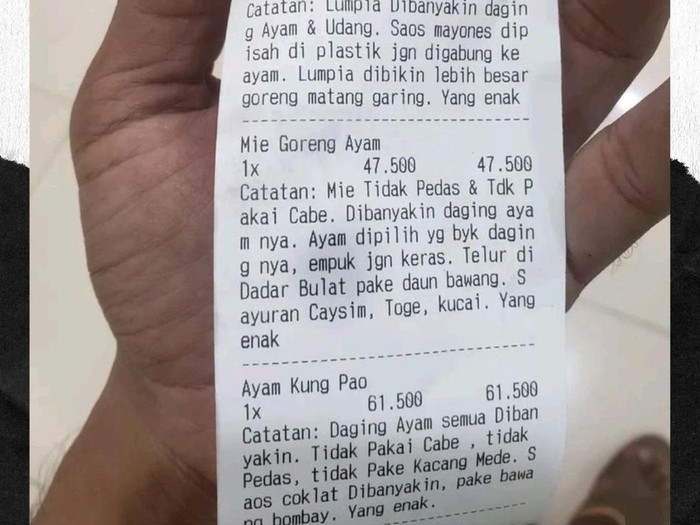 Catatan: Lumpia Dibanyakin dagin
g Ayam & Udang. Saos mayones dip
isah di plastik jgn digabung ke
ayam. Lumpia dibikin lebih besar
goreng matang garing. Yang enak
--------------------------------
Mie Goreng Ayam
1x 47.500 47.500
Catatan: Mie Tidak Pedas & Tdk P
akai Cabe. Dibanyakin daging aya
m nya. Ayam dipilih yg byk dagin
g nya, empuk jgn keras. Telur di
Dadar Bulat pake daun bawang. S
ayuran Caysim, Toge, kucai. Yang
enak
--------------------------------
Ayam Kung Pao
1x 61.500 61.500
Catatan: Daging Ayam semua Diban
yakin. Tidak Pakai Cabe , tidak
Pedas, tidak Pake Kacang Mede. S
aos coklat Dibanyakin, pake bawa
ng bombay. Yang enak.
--------------------------------